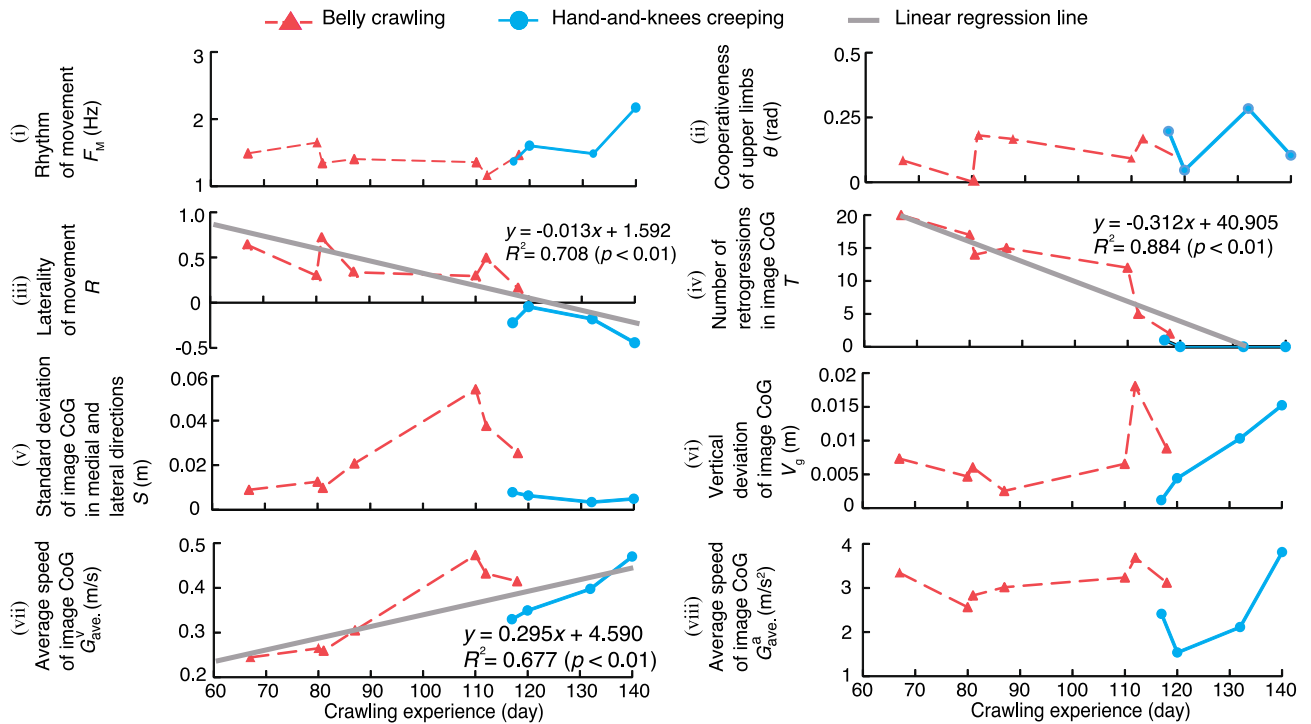 Belly crawling
Hand-and-knees creeping
Linear regression line
(i)
Rhythm
of movement
F_M (Hz)
3
2
1
(ii)
Cooperativeness
of upper limbs
θ (rad)
0.5
0.25
0
(iii)
Laterality
of movement
R
1.0
0.5
0
-0.5
y = -0.013x + 1.592
R² = 0.708 (p < 0.01)
(iv)
Number of
retrogressions
in image CoG
T
20
15
10
5
0
y = -0.312x + 40.905
R² = 0.884 (p < 0.01)
(v)
Standard deviation
of image CoG
in medial and
lateral directions
S (m)
0.06
0.04
0.02
0
(vi)
Vertical
deviation
of image CoG
V_g (m)
0.02
0.015
0.01
0.005
0
(vii)
Average speed
of image CoG
G^v_ave. (m/s)
0.5
0.4
0.3
0.2
y = 0.295x + 4.590
R² = 0.677 (p < 0.01)
60 70 80 90 100 110 120 130 140
Crawling experience (day)
(viii)
Average speed
of image CoG
G^a_ave. (m/s²)
4
3
2
1
60 70 80 90 100 110 120 130 140
Crawling experience (day)